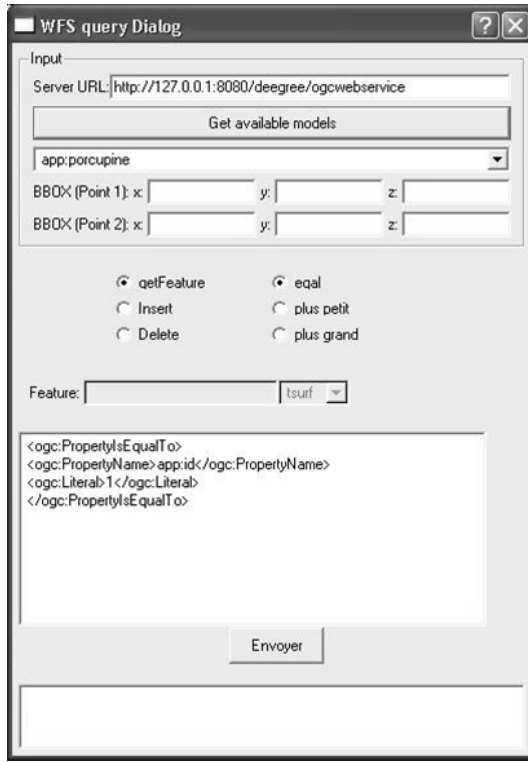 WFS query Dialog
Input
Server URL: http://127.0.0.1:8080/deegree/ogcwebservice
Get available models
app:porcupine
BBOX (Point 1): x: y: z:
BBOX (Point 2): x: y: z:
getFeature egal
Insert plus petit
Delete plus grand
Feature: tsurf
<ogc:PropertyIsEqualTo>
<ogc:PropertyName>app:id</ogc:PropertyName>
<ogc:Literal>1</ogc:Literal>
</ogc:PropertyIsEqualTo>
Envoyer